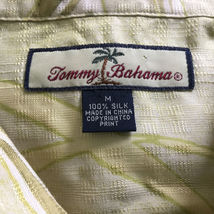 Tommy Bahama®
M
100% SILK
MADE IN CHINA
COPYRIGHTED
PRINT